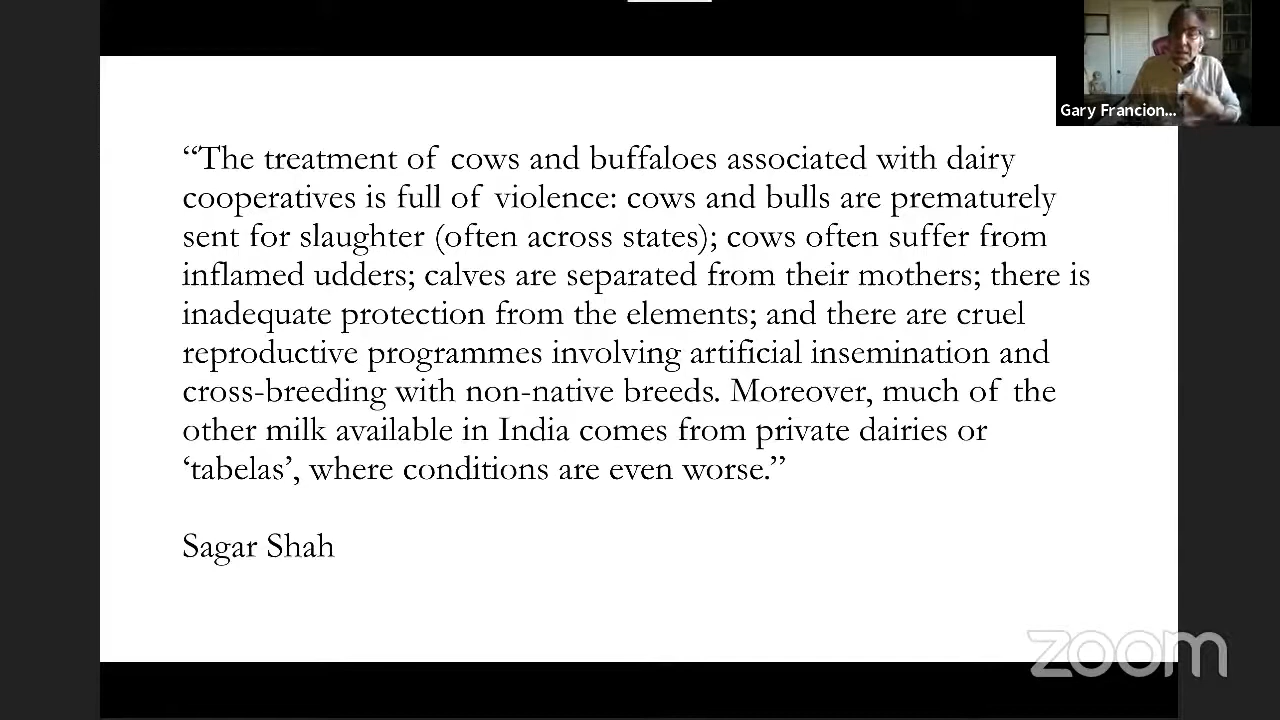 Gary Francion...
“The treatment of cows and buffaloes associated with dairy
cooperatives is full of violence: cows and bulls are prematurely
sent for slaughter (often across states); cows often suffer from
inflamed udders; calves are separated from their mothers; there is
inadequate protection from the elements; and there are cruel
reproductive programmes involving artificial insemination and
cross-breeding with non-native breeds. Moreover, much of the
other milk available in India comes from private dairies or
‘tabelas’, where conditions are even worse.”
Sagar Shah
zoom